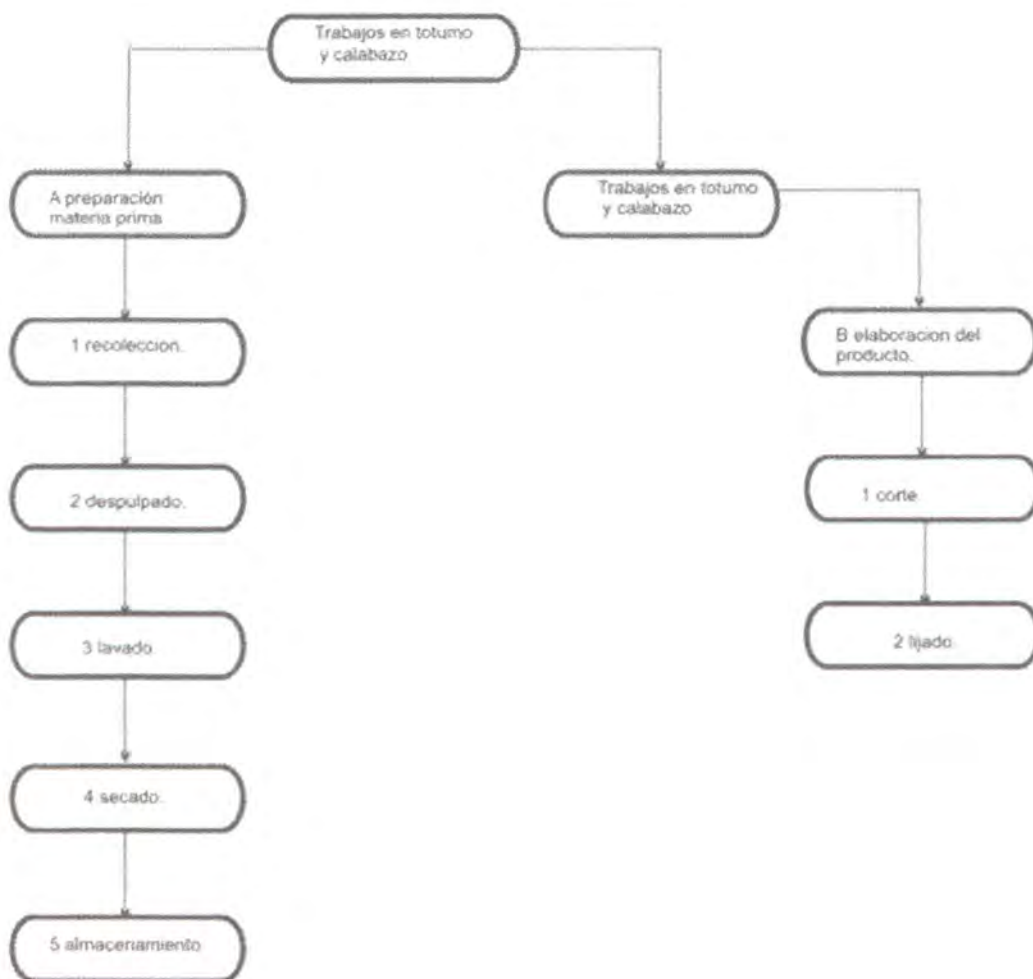 Trabajos en totumo
y calabazo
A preparación
materia prima
1 recoleccion.
2 despulpado.
3 lavado.
4 secado.
5 almacenamiento
Trabajos en totumo
y calabazo
B elaboracion del
producto.
1 corte
2 lijado.